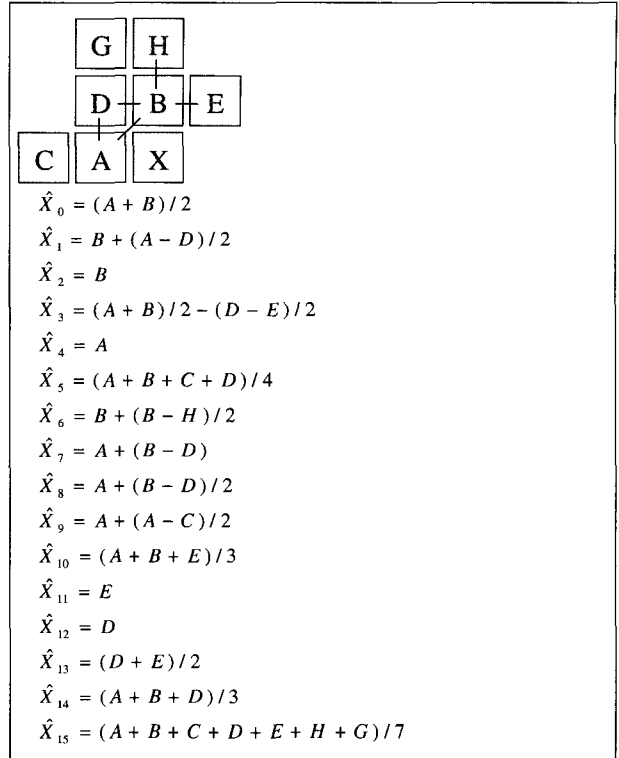 G H
D B E
C A X
X̂₀ = (A + B)/2
X̂₁ = B + (A − D)/2
X̂₂ = B
X̂₃ = (A + B)/2 − (D − E)/2
X̂₄ = A
X̂₅ = (A + B + C + D)/4
X̂₆ = B + (B − H)/2
X̂₇ = A + (B − D)
X̂₈ = A + (B − D)/2
X̂₉ = A + (A − C)/2
X̂₁₀ = (A + B + E)/3
X̂₁₁ = E
X̂₁₂ = D
X̂₁₃ = (D + E)/2
X̂₁₄ = (A + B + D)/3
X̂₁₅ = (A + B + C + D + E + H + G)/7